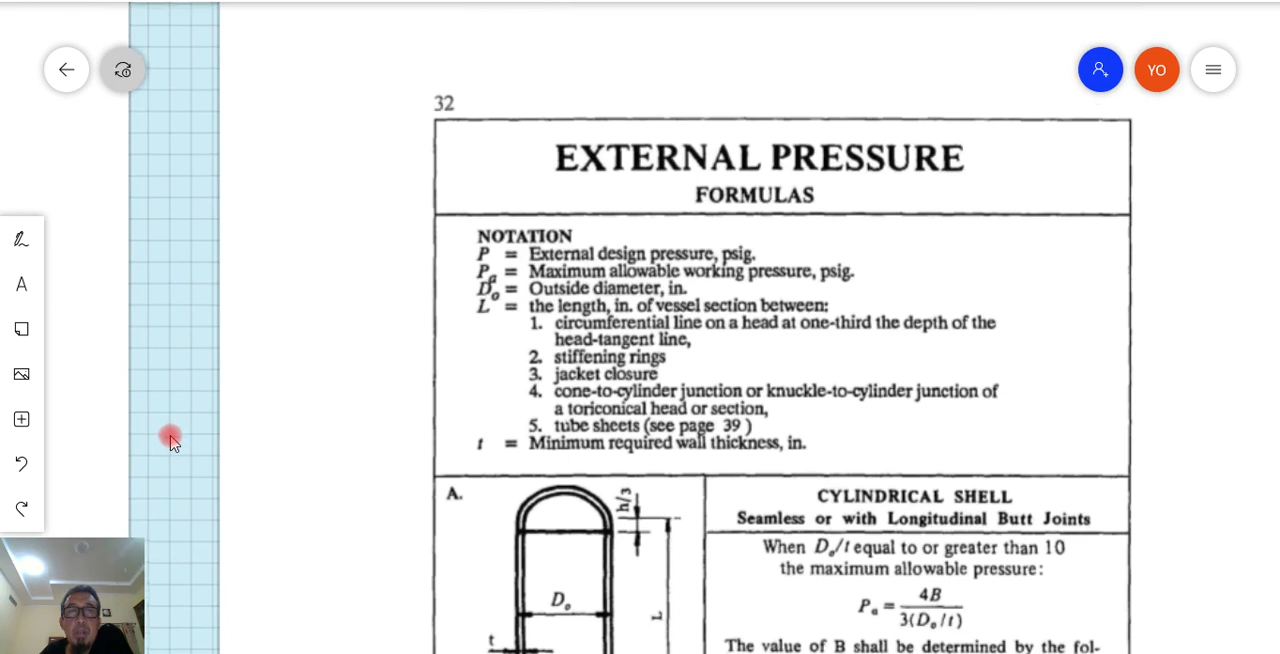 YO
A
32
EXTERNAL PRESSURE
FORMULAS
NOTATION
P = External design pressure, psig.
Pa = Maximum allowable working pressure, psig.
Do = Outside diameter, in.
L = the length, in. of vessel section between:
1. circumferential line on a head at one-third the depth of the
head-tangent line,
2. stiffening rings
3. jacket closure
4. cone-to-cylinder junction or knuckle-to-cylinder junction of
a toriconical head or section,
5. tube sheets (see page 39 )
t = Minimum required wall thickness, in.
A.
h/3
Do
L
t
CYLINDRICAL SHELL
Seamless or with Longitudinal Butt Joints
When Do/t equal to or greater than 10
the maximum allowable pressure:
Pa = 4B / 3(Do/t)
The value of B shall be determined by the fol-